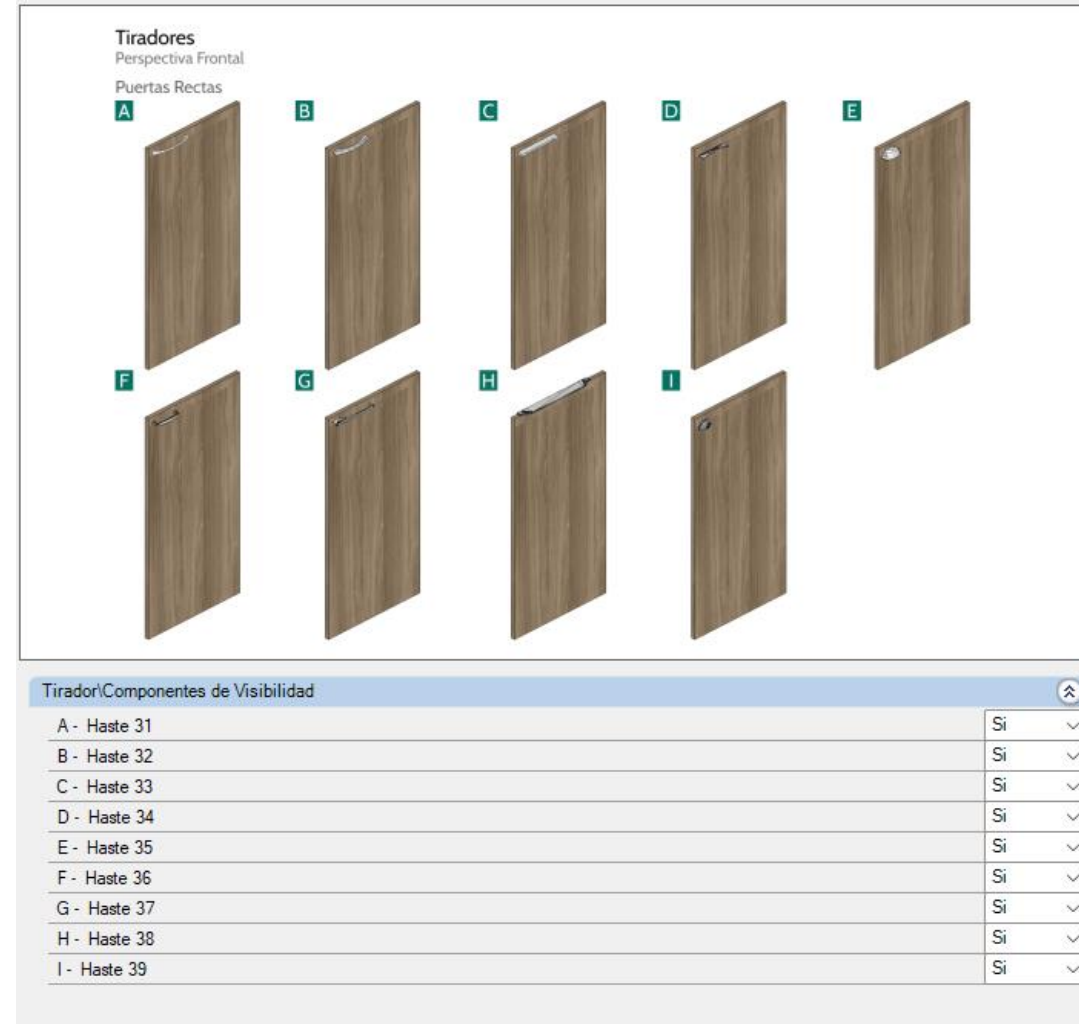 Tiradores
Perspectiva Frontal
Puertas Rectas
A B C D E
F G H I
Tirador\Componentes de Visibilidad
A - Haste 31 Si
B - Haste 32 Si
C - Haste 33 Si
D - Haste 34 Si
E - Haste 35 Si
F - Haste 36 Si
G - Haste 37 Si
H - Haste 38 Si
I - Haste 39 Si